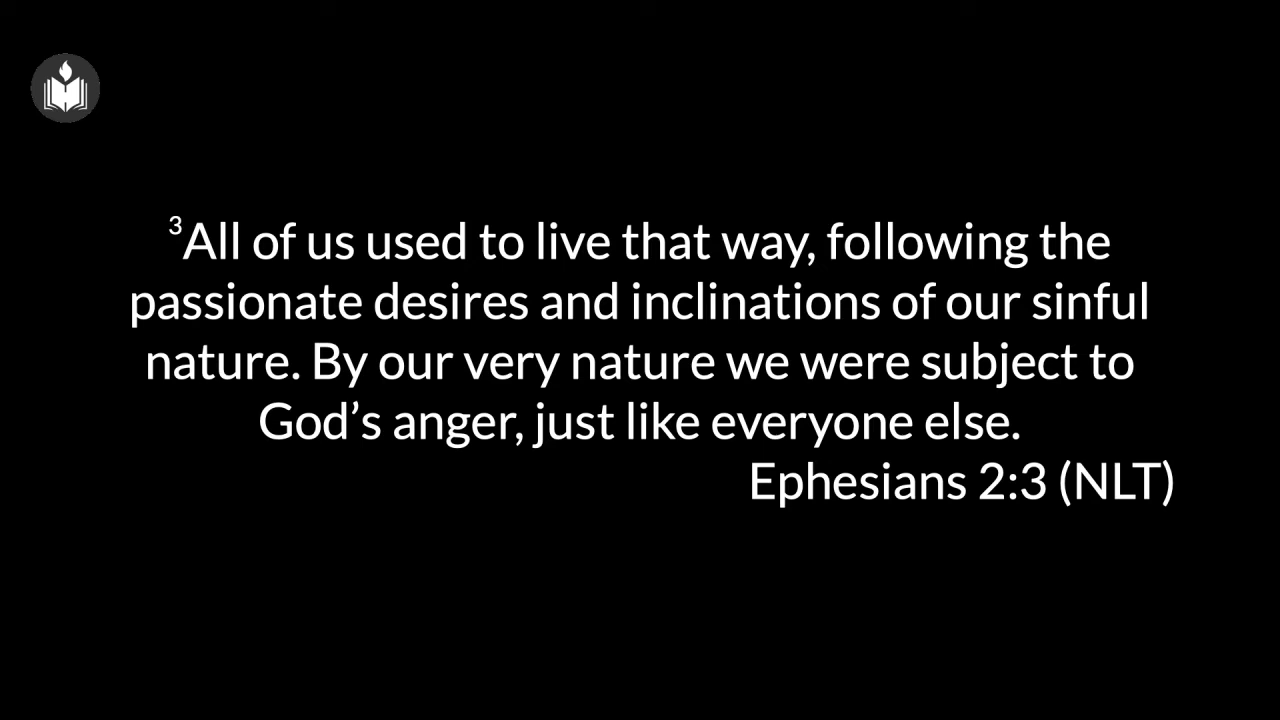 ³All of us used to live that way, following the
passionate desires and inclinations of our sinful
nature. By our very nature we were subject to
God’s anger, just like everyone else.
Ephesians 2:3 (NLT)